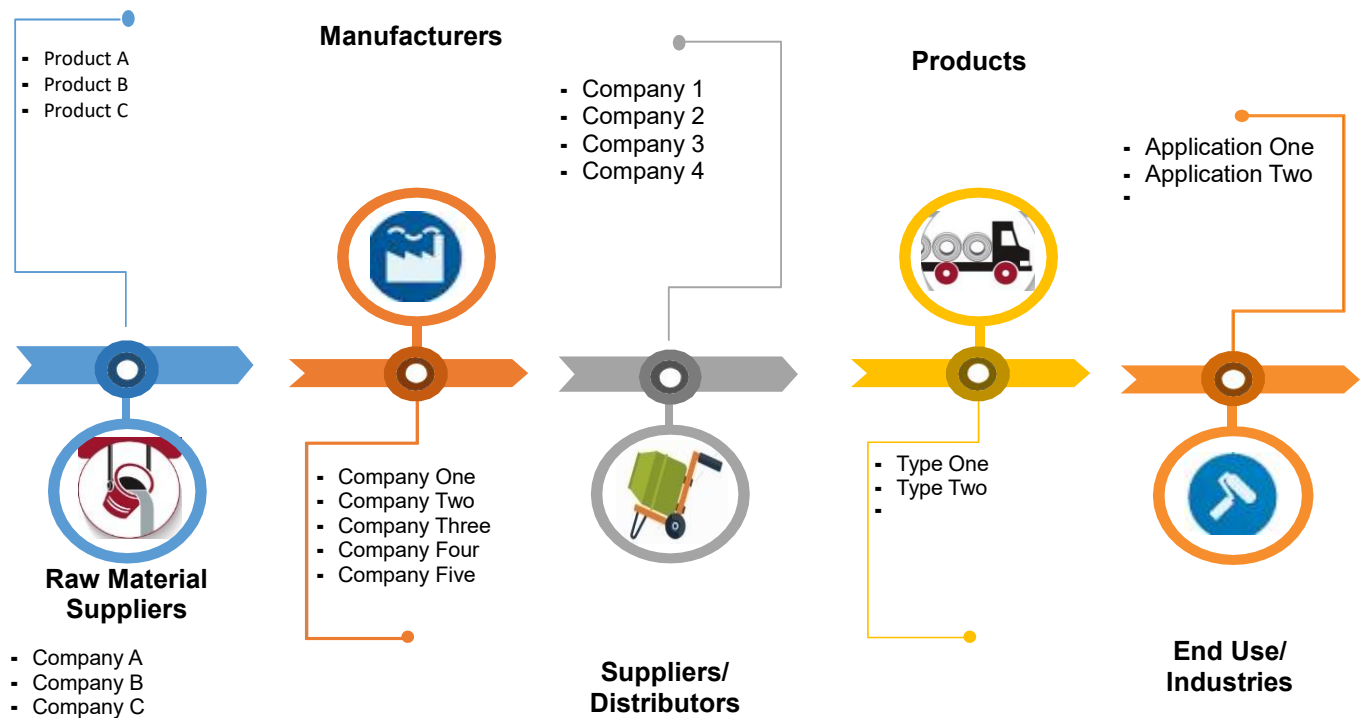 - Product A
- Product B
- Product C
Raw Material
Suppliers
- Company A
- Company B
- Company C
Manufacturers
- Company One
- Company Two
- Company Three
- Company Four
- Company Five
- Company 1
- Company 2
- Company 3
- Company 4
Suppliers/
Distributors
Products
- Type One
- Type Two
-
- Application One
- Application Two
-
End Use/
Industries